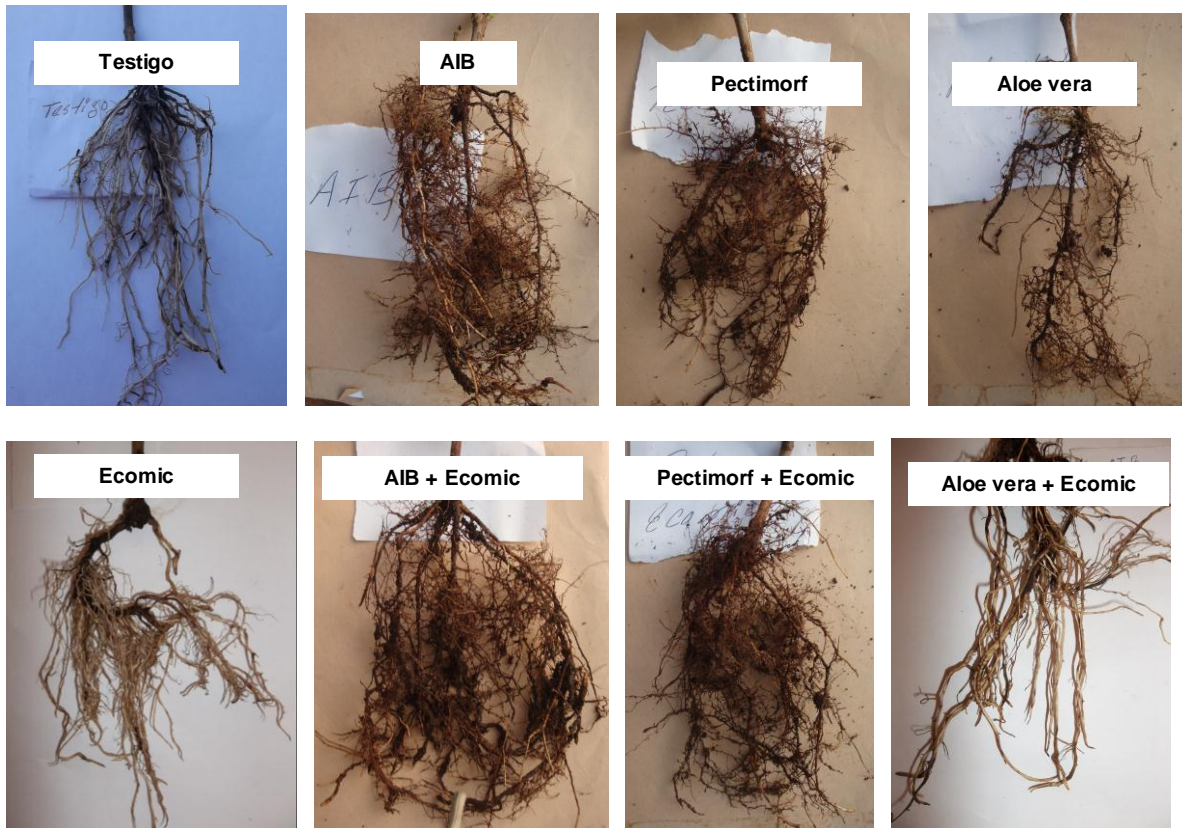 Testigo
AIB
Pectimorf
Aloe vera
Testigo
AIB
Ecomic
AIB + Ecomic
Pectimorf + Ecomic
Aloe vera + Ecomic